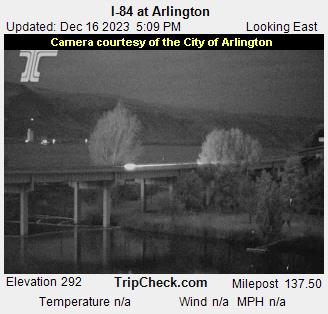 I-84 at Arlington
Updated: Dec 16 2023  5:09 PM Looking East
Camera courtesy of the City of Arlington
Elevation 292 TripCheck.com Milepost 137.50
Temperature n/a Wind n/a MPH n/a